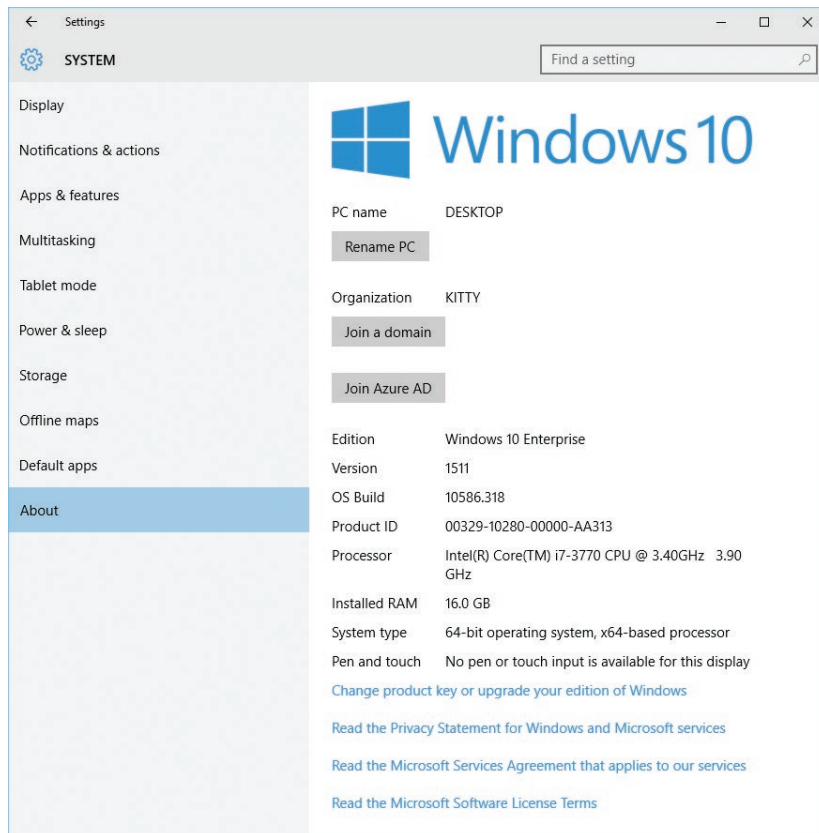 Settings
SYSTEM
Find a setting
Display
Notifications & actions
Apps & features
Multitasking
Tablet mode
Power & sleep
Storage
Offline maps
Default apps
About
Windows 10
PC name DESKTOP
Rename PC
Organization KITTY
Join a domain
Join Azure AD
Edition Windows 10 Enterprise
Version 1511
OS Build 10586.318
Product ID 00329-10280-00000-AA313
Processor Intel(R) Core(TM) i7-3770 CPU @ 3.40GHz 3.90
GHz
Installed RAM 16.0 GB
System type 64-bit operating system, x64-based processor
Pen and touch No pen or touch input is available for this display
Change product key or upgrade your edition of Windows
Read the Privacy Statement for Windows and Microsoft services
Read the Microsoft Services Agreement that applies to our services
Read the Microsoft Software License Terms